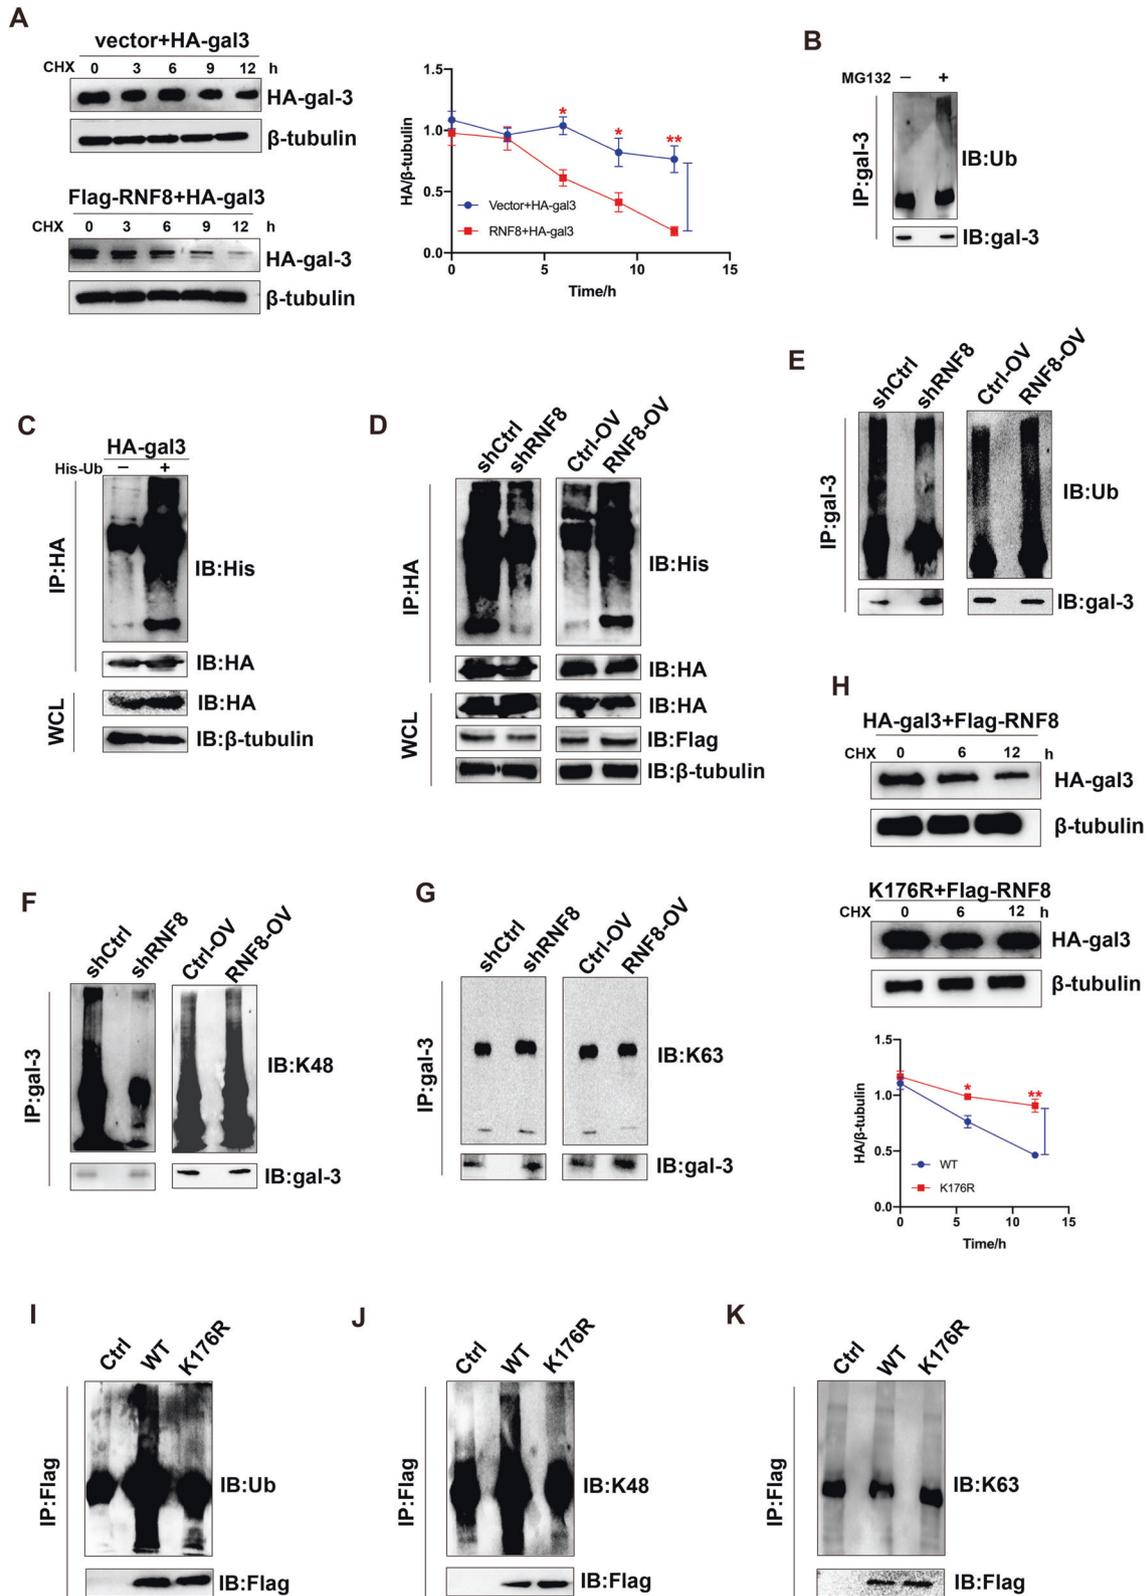 A
vector+HA-gal3
CHX 0 3 6 9 12 h
HA-gal-3
β-tubulin
Flag-RNF8+HA-gal3
CHX 0 3 6 9 12 h
HA-gal-3
β-tubulin
HA/β-tubulin
1.5
1.0
0.5
0.0
* * **
Vector+HA-gal3
RNF8+HA-gal3
0 5 10 15
Time/h
B
MG132 − +
IP:gal-3
IB:Ub
IB:gal-3
C
HA-gal3
His-Ub − +
IP:HA
IB:His
IB:HA
WCL
IB:HA
IB:β-tubulin
D
shCtrl shRNF8 Ctrl-OV RNF8-OV
IP:HA
IB:His
IB:HA
WCL
IB:HA
IB:Flag
IB:β-tubulin
E
shCtrl shRNF8 Ctrl-OV RNF8-OV
IP:gal-3
IB:Ub
IB:gal-3
F
shCtrl shRNF8 Ctrl-OV RNF8-OV
IP:gal-3
IB:K48
IB:gal-3
G
shCtrl shRNF8 Ctrl-OV RNF8-OV
IP:gal-3
IB:K63
IB:gal-3
H
HA-gal3+Flag-RNF8
CHX 0 6 12 h
HA-gal3
β-tubulin
K176R+Flag-RNF8
CHX 0 6 12 h
HA-gal3
β-tubulin
HA/β-tubulin
1.5
1.0
0.5
0.0
* **
WT
K176R
0 5 10 15
Time/h
I
Ctrl WT K176R
IP:Flag
IB:Ub
IB:Flag
J
Ctrl WT K176R
IP:Flag
IB:K48
IB:Flag
K
Ctrl WT K176R
IP:Flag
IB:K63
IB:Flag